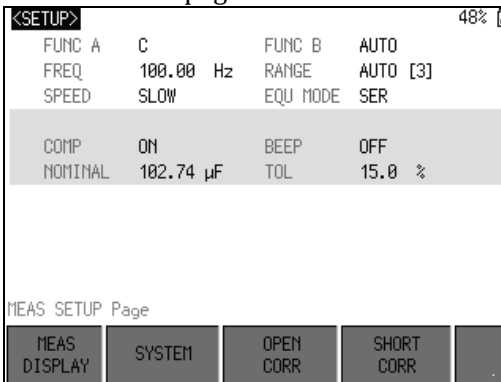 <SETUP> 48%
FUNC A C FUNC B AUTO
FREQ 100.00 Hz RANGE AUTO [3]
SPEED SLOW EQU MODE SER
COMP ON BEEP OFF
NOMINAL 102.74 µF TOL 15.0 %
MEAS SETUP Page
MEAS DISPLAY SYSTEM OPEN CORR SHORT CORR